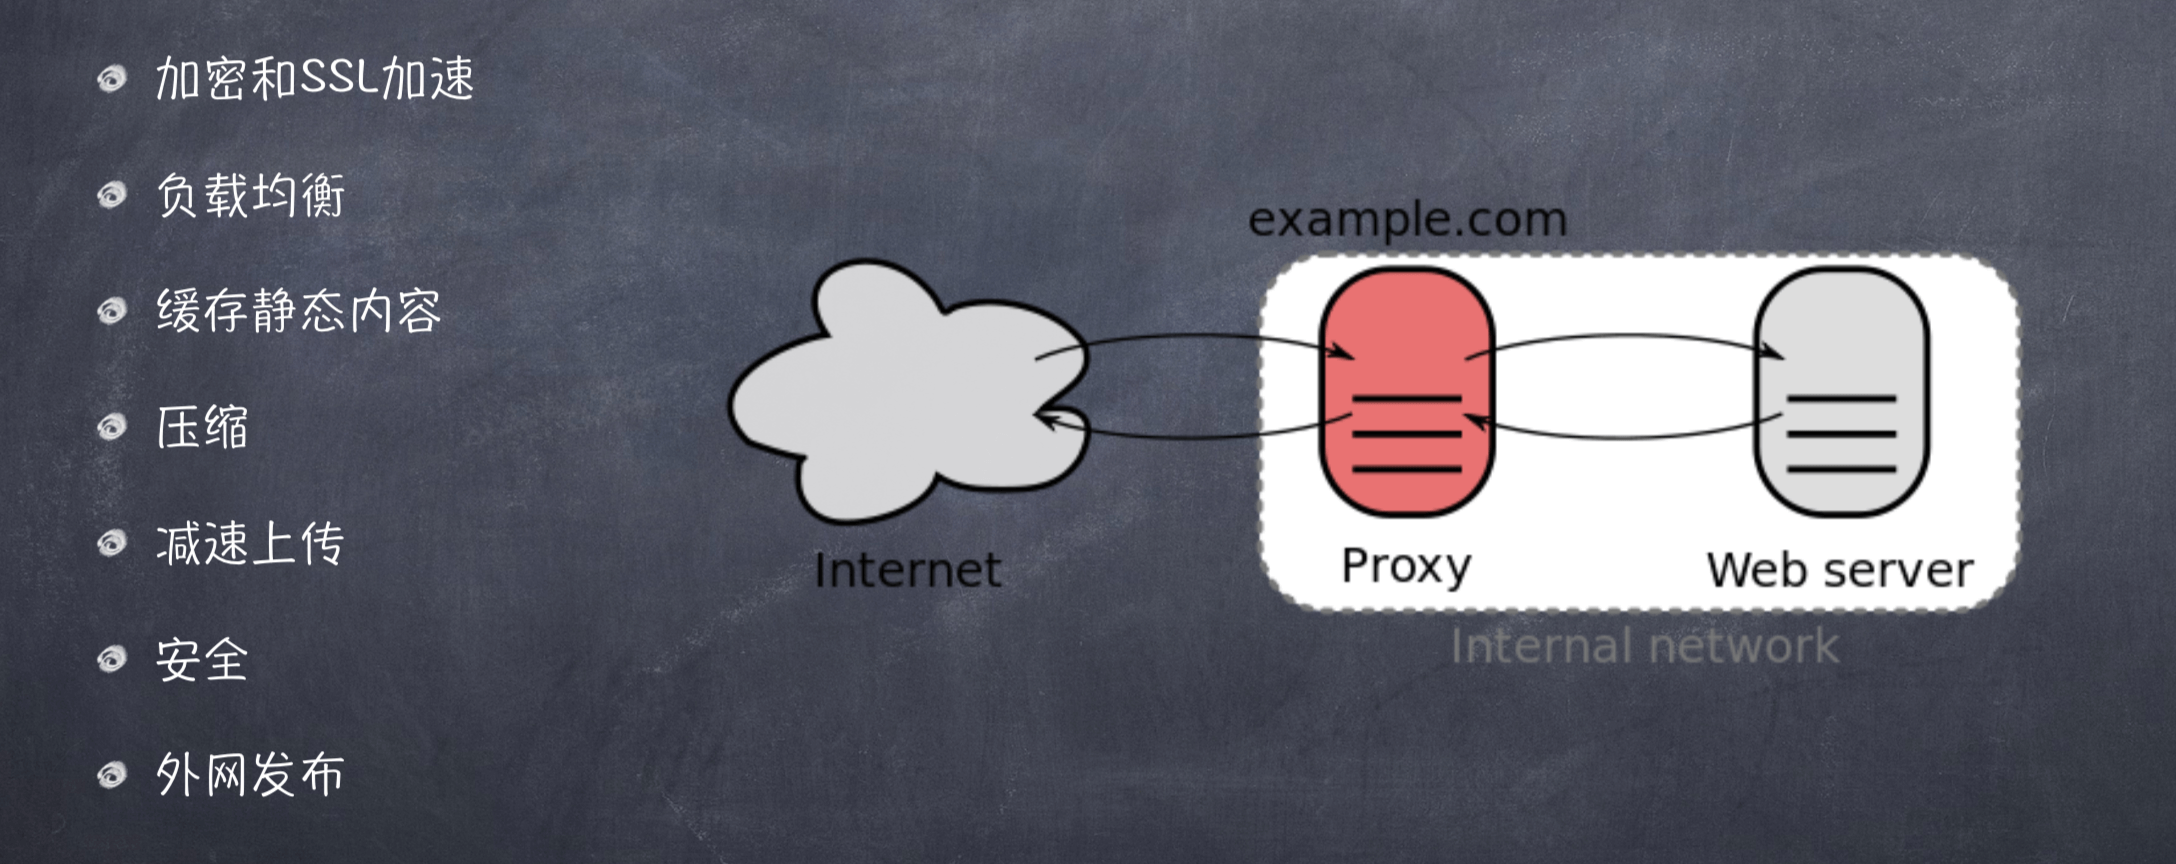 加密和SSL加速
负载均衡
缓存静态内容
压缩
减速上传
安全
外网发布
example.com
Internet
Proxy
Web server
Internal network